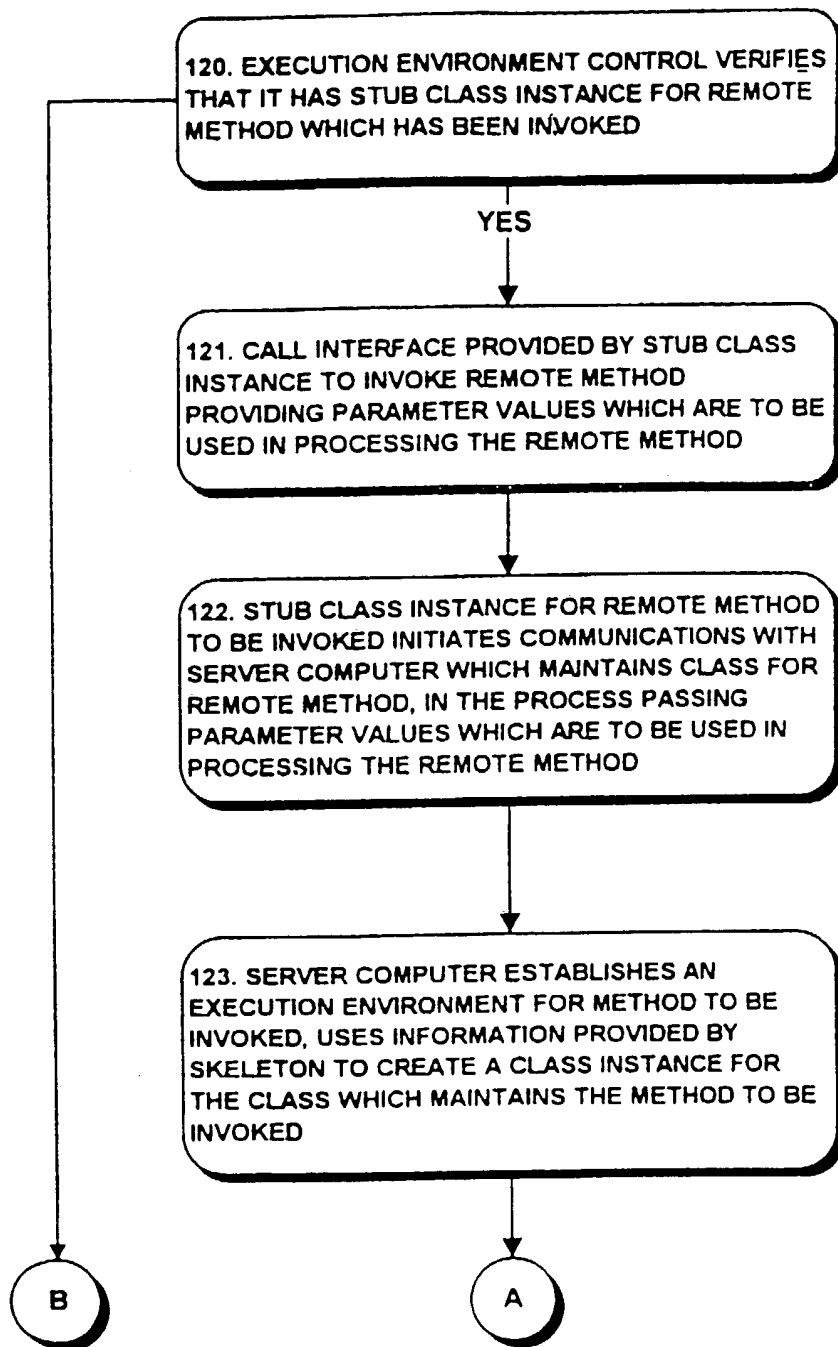 120. EXECUTION ENVIRONMENT CONTROL VERIFIES
THAT IT HAS STUB CLASS INSTANCE FOR REMOTE
METHOD WHICH HAS BEEN INVOKED
YES
121. CALL INTERFACE PROVIDED BY STUB CLASS
INSTANCE TO INVOKE REMOTE METHOD
PROVIDING PARAMETER VALUES WHICH ARE TO BE
USED IN PROCESSING THE REMOTE METHOD
122. STUB CLASS INSTANCE FOR REMOTE METHOD
TO BE INVOKED INITIATES COMMUNICATIONS WITH
SERVER COMPUTER WHICH MAINTAINS CLASS FOR
REMOTE METHOD, IN THE PROCESS PASSING
PARAMETER VALUES WHICH ARE TO BE USED IN
PROCESSING THE REMOTE METHOD
123. SERVER COMPUTER ESTABLISHES AN
EXECUTION ENVIRONMENT FOR METHOD TO BE
INVOKED, USES INFORMATION PROVIDED BY
SKELETON TO CREATE A CLASS INSTANCE FOR
THE CLASS WHICH MAINTAINS THE METHOD TO BE
INVOKED
B
A